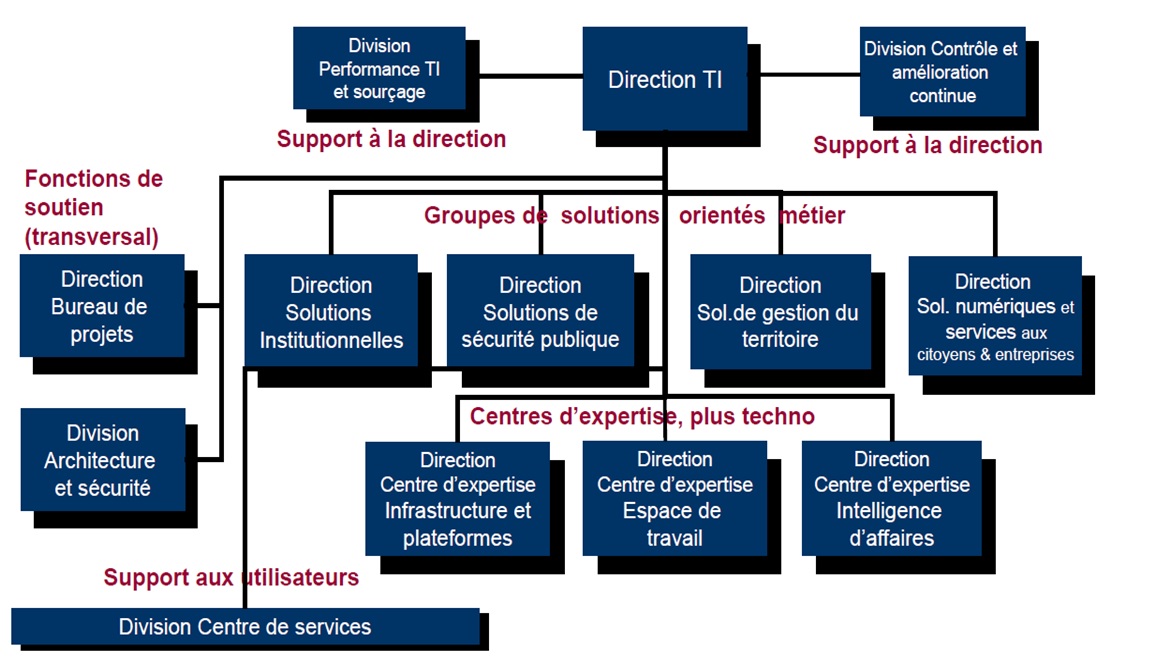 Division
Performance TI
et sourçage
Direction TI
Division Contrôle et
amélioration
continue
Support à la direction
Support à la direction
Fonctions de
soutien
(transversal)
Groupes de solutions orientés métier
Direction
Bureau de
projets
Direction
Solutions
Institutionnelles
Direction
Solutions de
sécurité publique
Direction
Sol.de gestion du
territoire
Direction
Sol. numériques et
services aux
citoyens & entreprises
Division
Architecture
et sécurité
Centres d’expertise, plus techno
Direction
Centre d’expertise
Infrastructure et
plateformes
Direction
Centre d’expertise
Espace de
travail
Direction
Centre d’expertise
Intelligence
d’affaires
Support aux utilisateurs
Division Centre de services